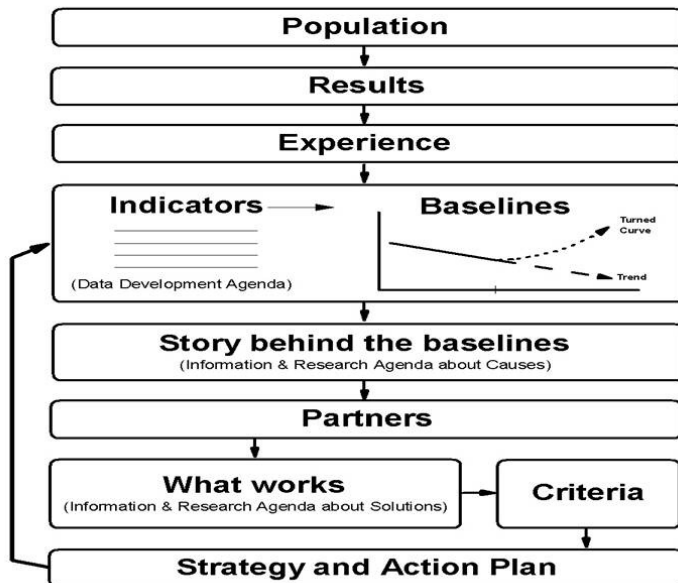 Population
Results
Experience
Indicators
Baselines
Turned
Curve
Trend
(Data Development Agenda)
Story behind the baselines
(Information & Research Agenda about Causes)
Partners
What works
(Information & Research Agenda about Solutions)
Criteria
Strategy and Action Plan